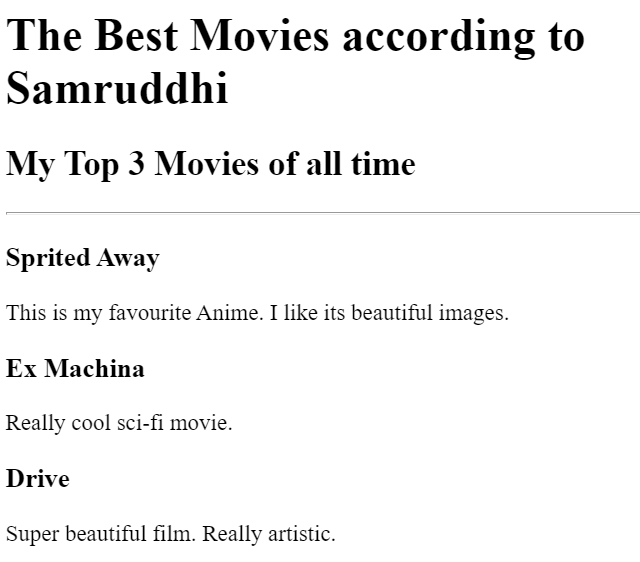 The Best Movies according to
Samruddhi
My Top 3 Movies of all time
Sprited Away
This is my favourite Anime. I like its beautiful images.
Ex Machina
Really cool sci-fi movie.
Drive
Super beautiful film. Really artistic.